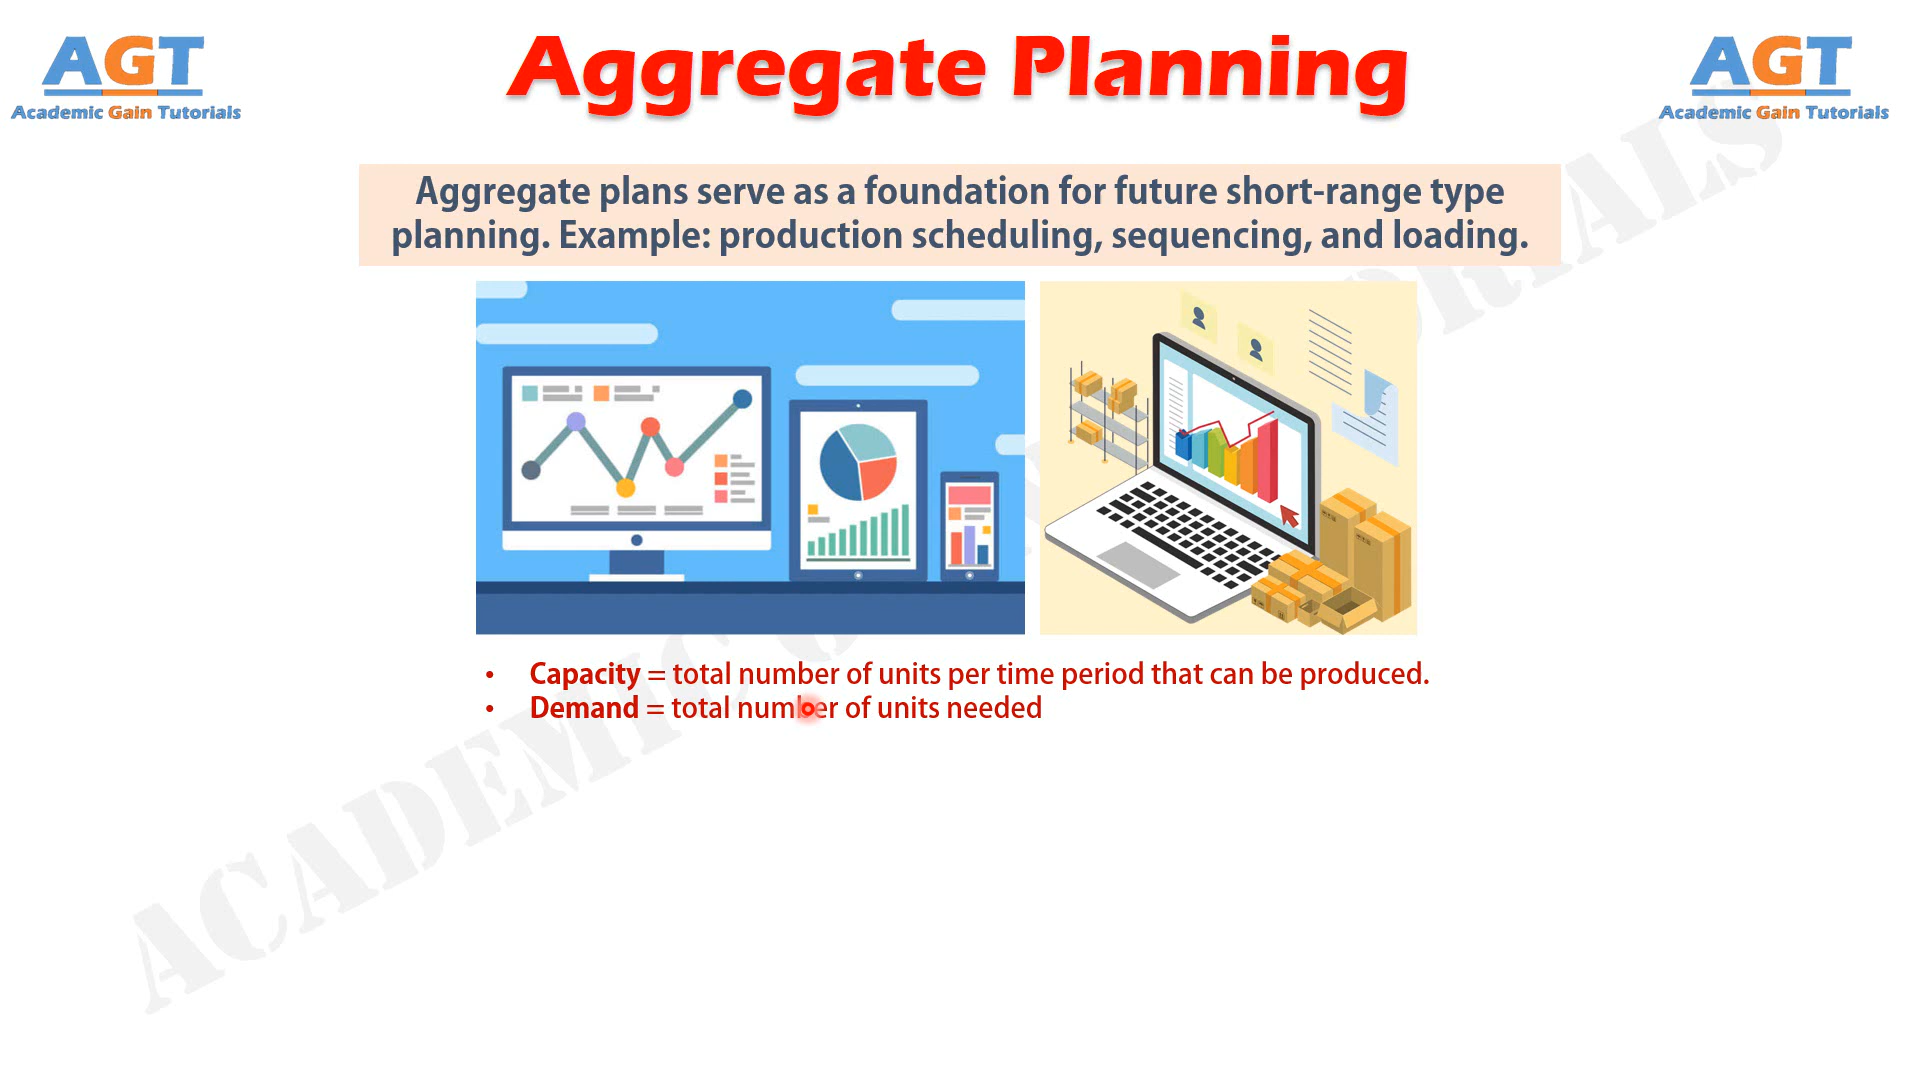 AGT
Academic Gain Tutorials
Aggregate Planning
AGT
Academic Gain Tutorials
Aggregate plans serve as a foundation for future short-range type
planning. Example: production scheduling, sequencing, and loading.
• Capacity = total number of units per time period that can be produced.
• Demand = total number of units needed